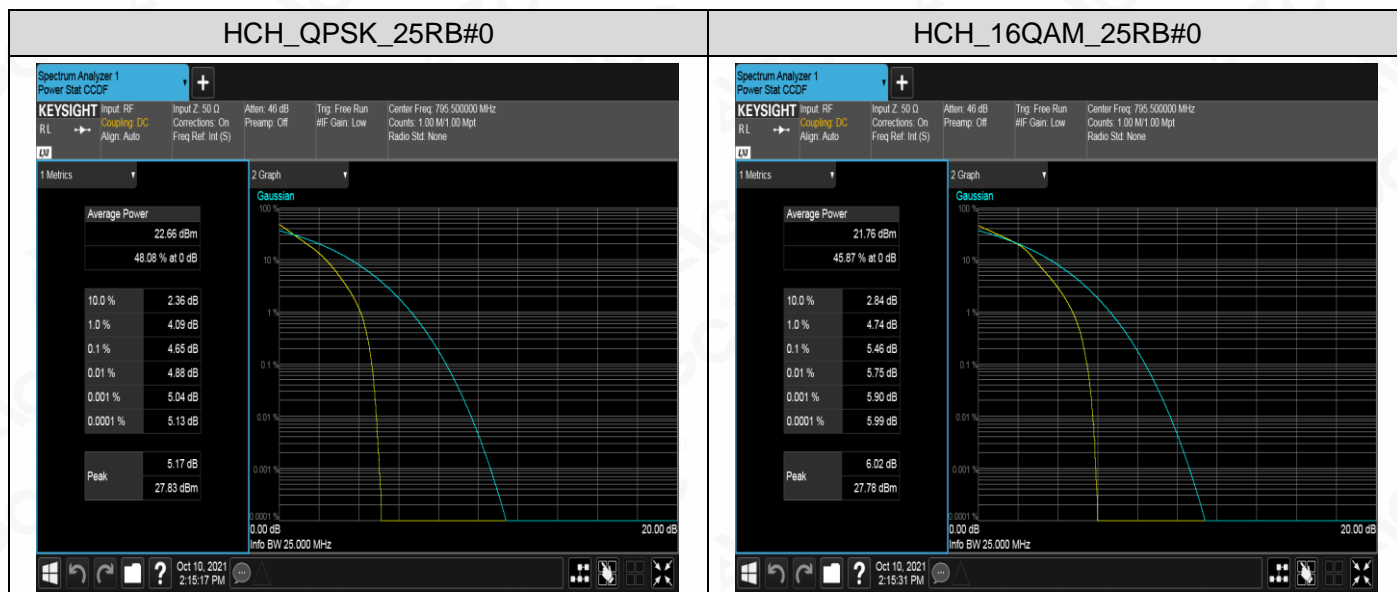 HCH_QPSK_25RB#0
Spectrum Analyzer 1
Power Stat CCDF
+
KEYSIGHT
RL
LXI
Input: RF
Coupling: DC
Align: Auto
Input Z: 50 Ω
Corrections: On
Freq Ref: Int (S)
Atten: 46 dB
Preamp: Off
Trig: Free Run
#IF Gain: Low
Center Freq: 795.500000 MHz
Counts: 1.00 M/1.00 Mpt
Radio Std: None
1 Metrics
Average Power
22.66 dBm
48.08 % at 0 dB
10.0 % 2.36 dB
1.0 % 4.09 dB
0.1 % 4.65 dB
0.01 % 4.88 dB
0.001 % 5.04 dB
0.0001 % 5.13 dB
Peak
5.17 dB
27.83 dBm
2 Graph
Gaussian
100 %
10 %
1 %
0.1 %
0.01 %
0.001 %
0.0001 %
0.00 dB 20.00 dB
Info BW 25.000 MHz
?
Oct 10, 2021
2:15:17 PM
HCH_16QAM_25RB#0
Spectrum Analyzer 1
Power Stat CCDF
+
KEYSIGHT
RL
LXI
Input: RF
Coupling: DC
Align: Auto
Input Z: 50 Ω
Corrections: On
Freq Ref: Int (S)
Atten: 46 dB
Preamp: Off
Trig: Free Run
#IF Gain: Low
Center Freq: 795.500000 MHz
Counts: 1.00 M/1.00 Mpt
Radio Std: None
1 Metrics
Average Power
21.76 dBm
45.87 % at 0 dB
10.0 % 2.84 dB
1.0 % 4.74 dB
0.1 % 5.46 dB
0.01 % 5.75 dB
0.001 % 5.90 dB
0.0001 % 5.99 dB
Peak
6.02 dB
27.78 dBm
2 Graph
Gaussian
100 %
10 %
1 %
0.1 %
0.01 %
0.001 %
0.0001 %
0.00 dB 20.00 dB
Info BW 25.000 MHz
?
Oct 10, 2021
2:15:31 PM